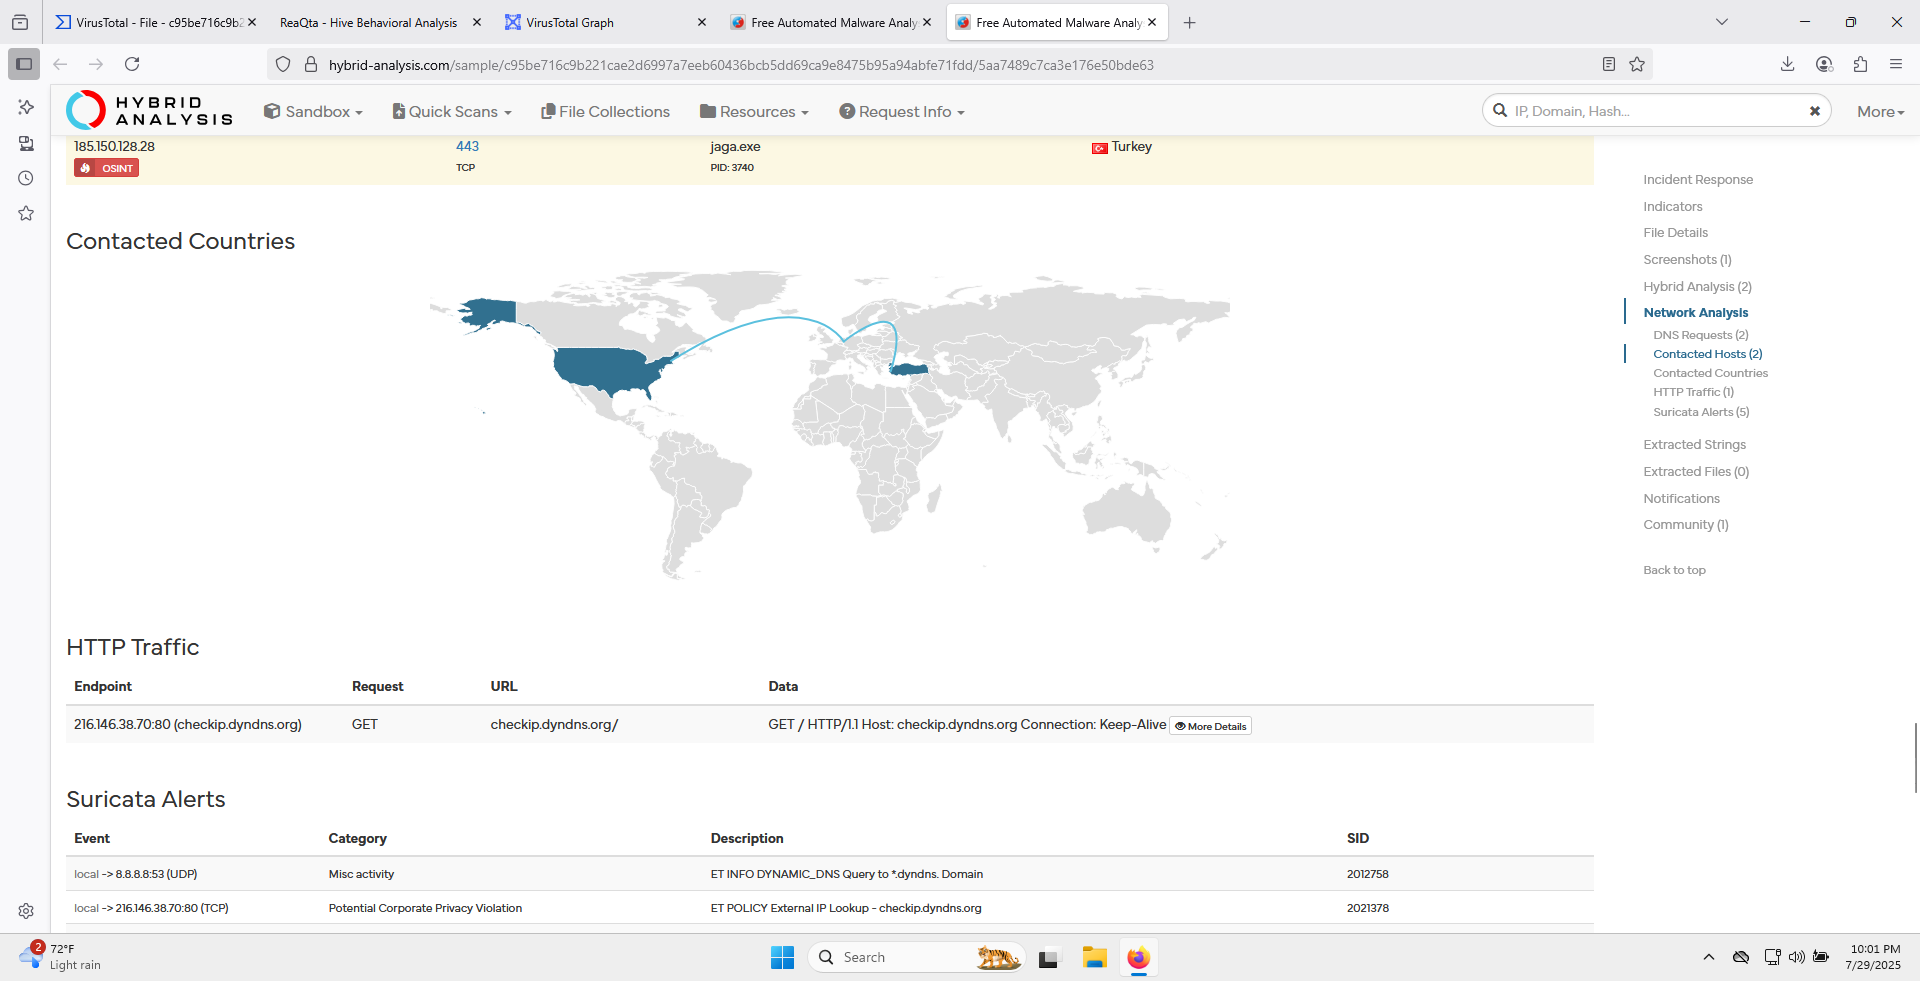 VirusTotal - File - c95be716c9b2
ReaQta - Hive Behavioral Analysis
VirusTotal Graph
Free Automated Malware Analy
Free Automated Malware Analy
hybrid-analysis.com/sample/c95be716c9b221cae2d6997a7eeb60436bcb5dd69ca9e8475b95a94abfe71fdd/5aa7489c7ca3e176e50bde63
HYBRID
ANALYSIS
Sandbox
Quick Scans
File Collections
Resources
Request Info
IP, Domain, Hash...
More
185.150.128.28
443
jaga.exe
Turkey
OSINT
TCP
PID: 3740
Contacted Countries
Incident Response
Indicators
File Details
Screenshots (1)
Hybrid Analysis (2)
Network Analysis
DNS Requests (2)
Contacted Hosts (2)
Contacted Countries
HTTP Traffic (1)
Suricata Alerts (5)
Extracted Strings
Extracted Files (0)
Notifications
Community (1)
Back to top
HTTP Traffic
Endpoint Request URL Data
216.146.38.70:80 (checkip.dyndns.org) GET checkip.dyndns.org/ GET / HTTP/1.1 Host: checkip.dyndns.org Connection: Keep-Alive More Details
Suricata Alerts
Event Category Description SID
local -> 8.8.8.8:53 (UDP) Misc activity ET INFO DYNAMIC_DNS Query to *.dyndns. Domain 2012758
local -> 216.146.38.70:80 (TCP) Potential Corporate Privacy Violation ET POLICY External IP Lookup - checkip.dyndns.org 2021378
2
72°F
Light rain
Search
10:01 PM
7/29/2025